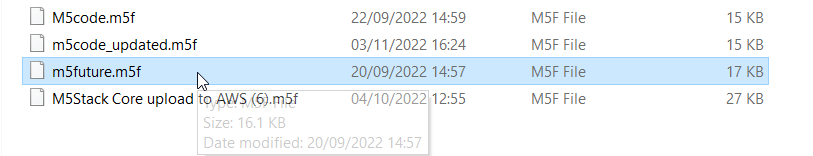 M5code.m5f 22/09/2022 14:59 M5F File 15 KB
m5code_updated.m5f 03/11/2022 16:24 M5F File 15 KB
m5future.m5f 20/09/2022 14:57 M5F File 17 KB
M5Stack Core upload to AWS (6).m5f 04/10/2022 12:55 M5F File 27 KB
Type: M5F File
Size: 16.1 KB
Date modified: 20/09/2022 14:57